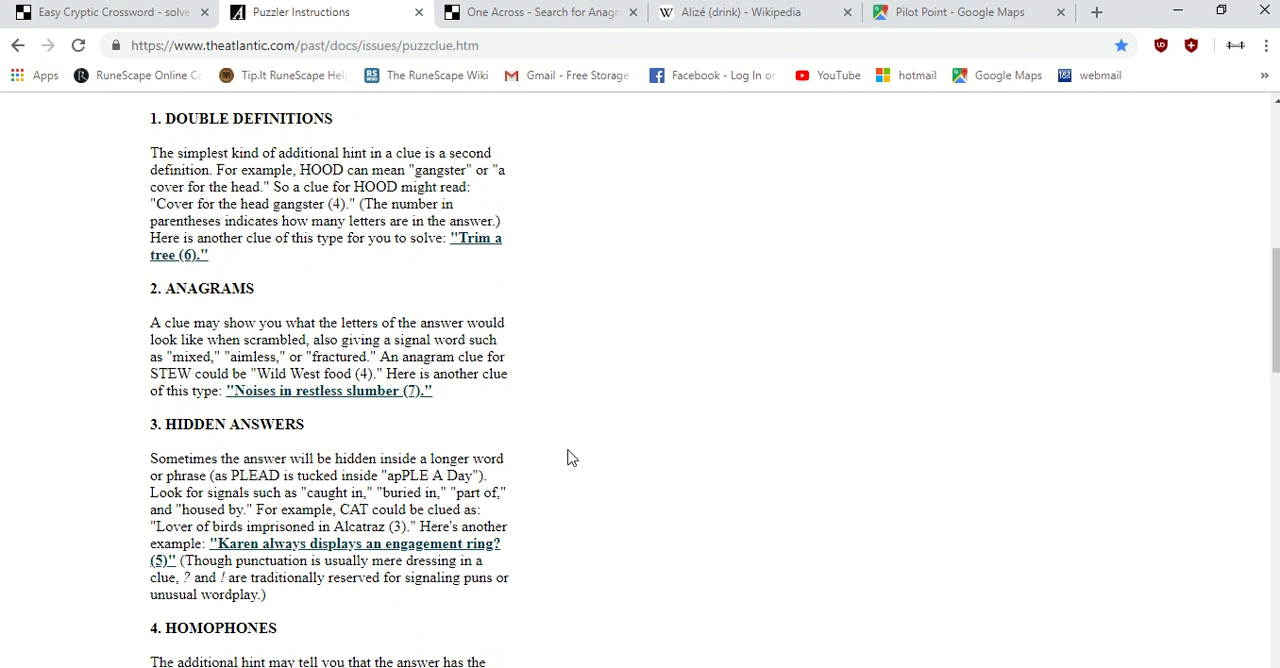 Easy Cryptic Crossword - solve
Puzzler Instructions
One Across - Search for Anagr
Alizé (drink) - Wikipedia
Pilot Point - Google Maps
https://www.theatlantic.com/past/docs/issues/puzzclue.htm
Apps
RuneScape Online Co
Tip.It RuneScape Hel
The RuneScape Wiki
Gmail - Free Storage
Facebook - Log In or
YouTube
hotmail
Google Maps
webmail
1. DOUBLE DEFINITIONS
The simplest kind of additional hint in a clue is a second
definition. For example, HOOD can mean "gangster" or "a
cover for the head." So a clue for HOOD might read:
"Cover for the head gangster (4)." (The number in
parentheses indicates how many letters are in the answer.)
Here is another clue of this type for you to solve: "Trim a
tree (6)."
2. ANAGRAMS
A clue may show you what the letters of the answer would
look like when scrambled, also giving a signal word such
as "mixed," "aimless," or "fractured." An anagram clue for
STEW could be "Wild West food (4)." Here is another clue
of this type: "Noises in restless slumber (7)."
3. HIDDEN ANSWERS
Sometimes the answer will be hidden inside a longer word
or phrase (as PLEAD is tucked inside "apPLE A Day").
Look for signals such as "caught in," "buried in," "part of,"
and "housed by." For example, CAT could be clued as:
"Lover of birds imprisoned in Alcatraz (3)." Here's another
example: "Karen always displays an engagement ring?
(5)" (Though punctuation is usually mere dressing in a
clue, ? and ! are traditionally reserved for signaling puns or
unusual wordplay.)
4. HOMOPHONES
The additional hint may tell you that the answer has the